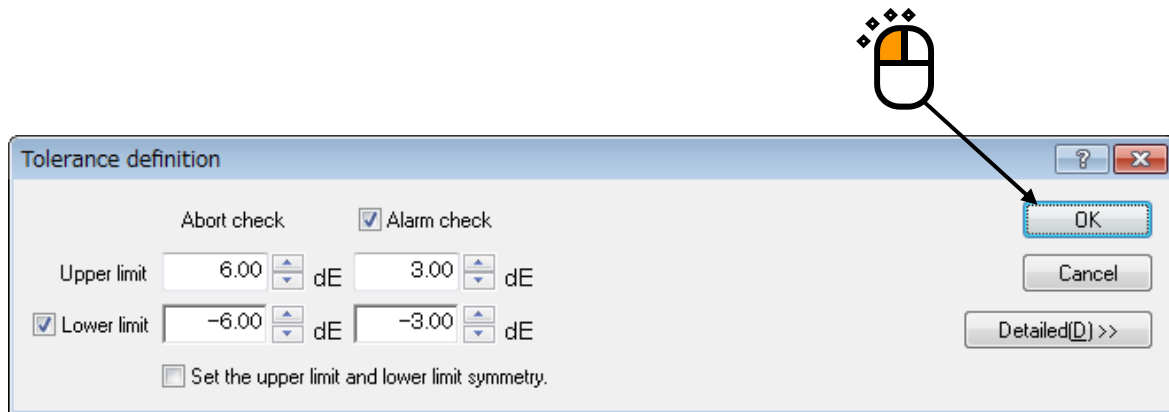 Tolerance definition
Abort check Alarm check OK
Upper limit 6.00 dE 3.00 dE Cancel
Lower limit -6.00 dE -3.00 dE Detailed(D) >>
Set the upper limit and lower limit symmetry.